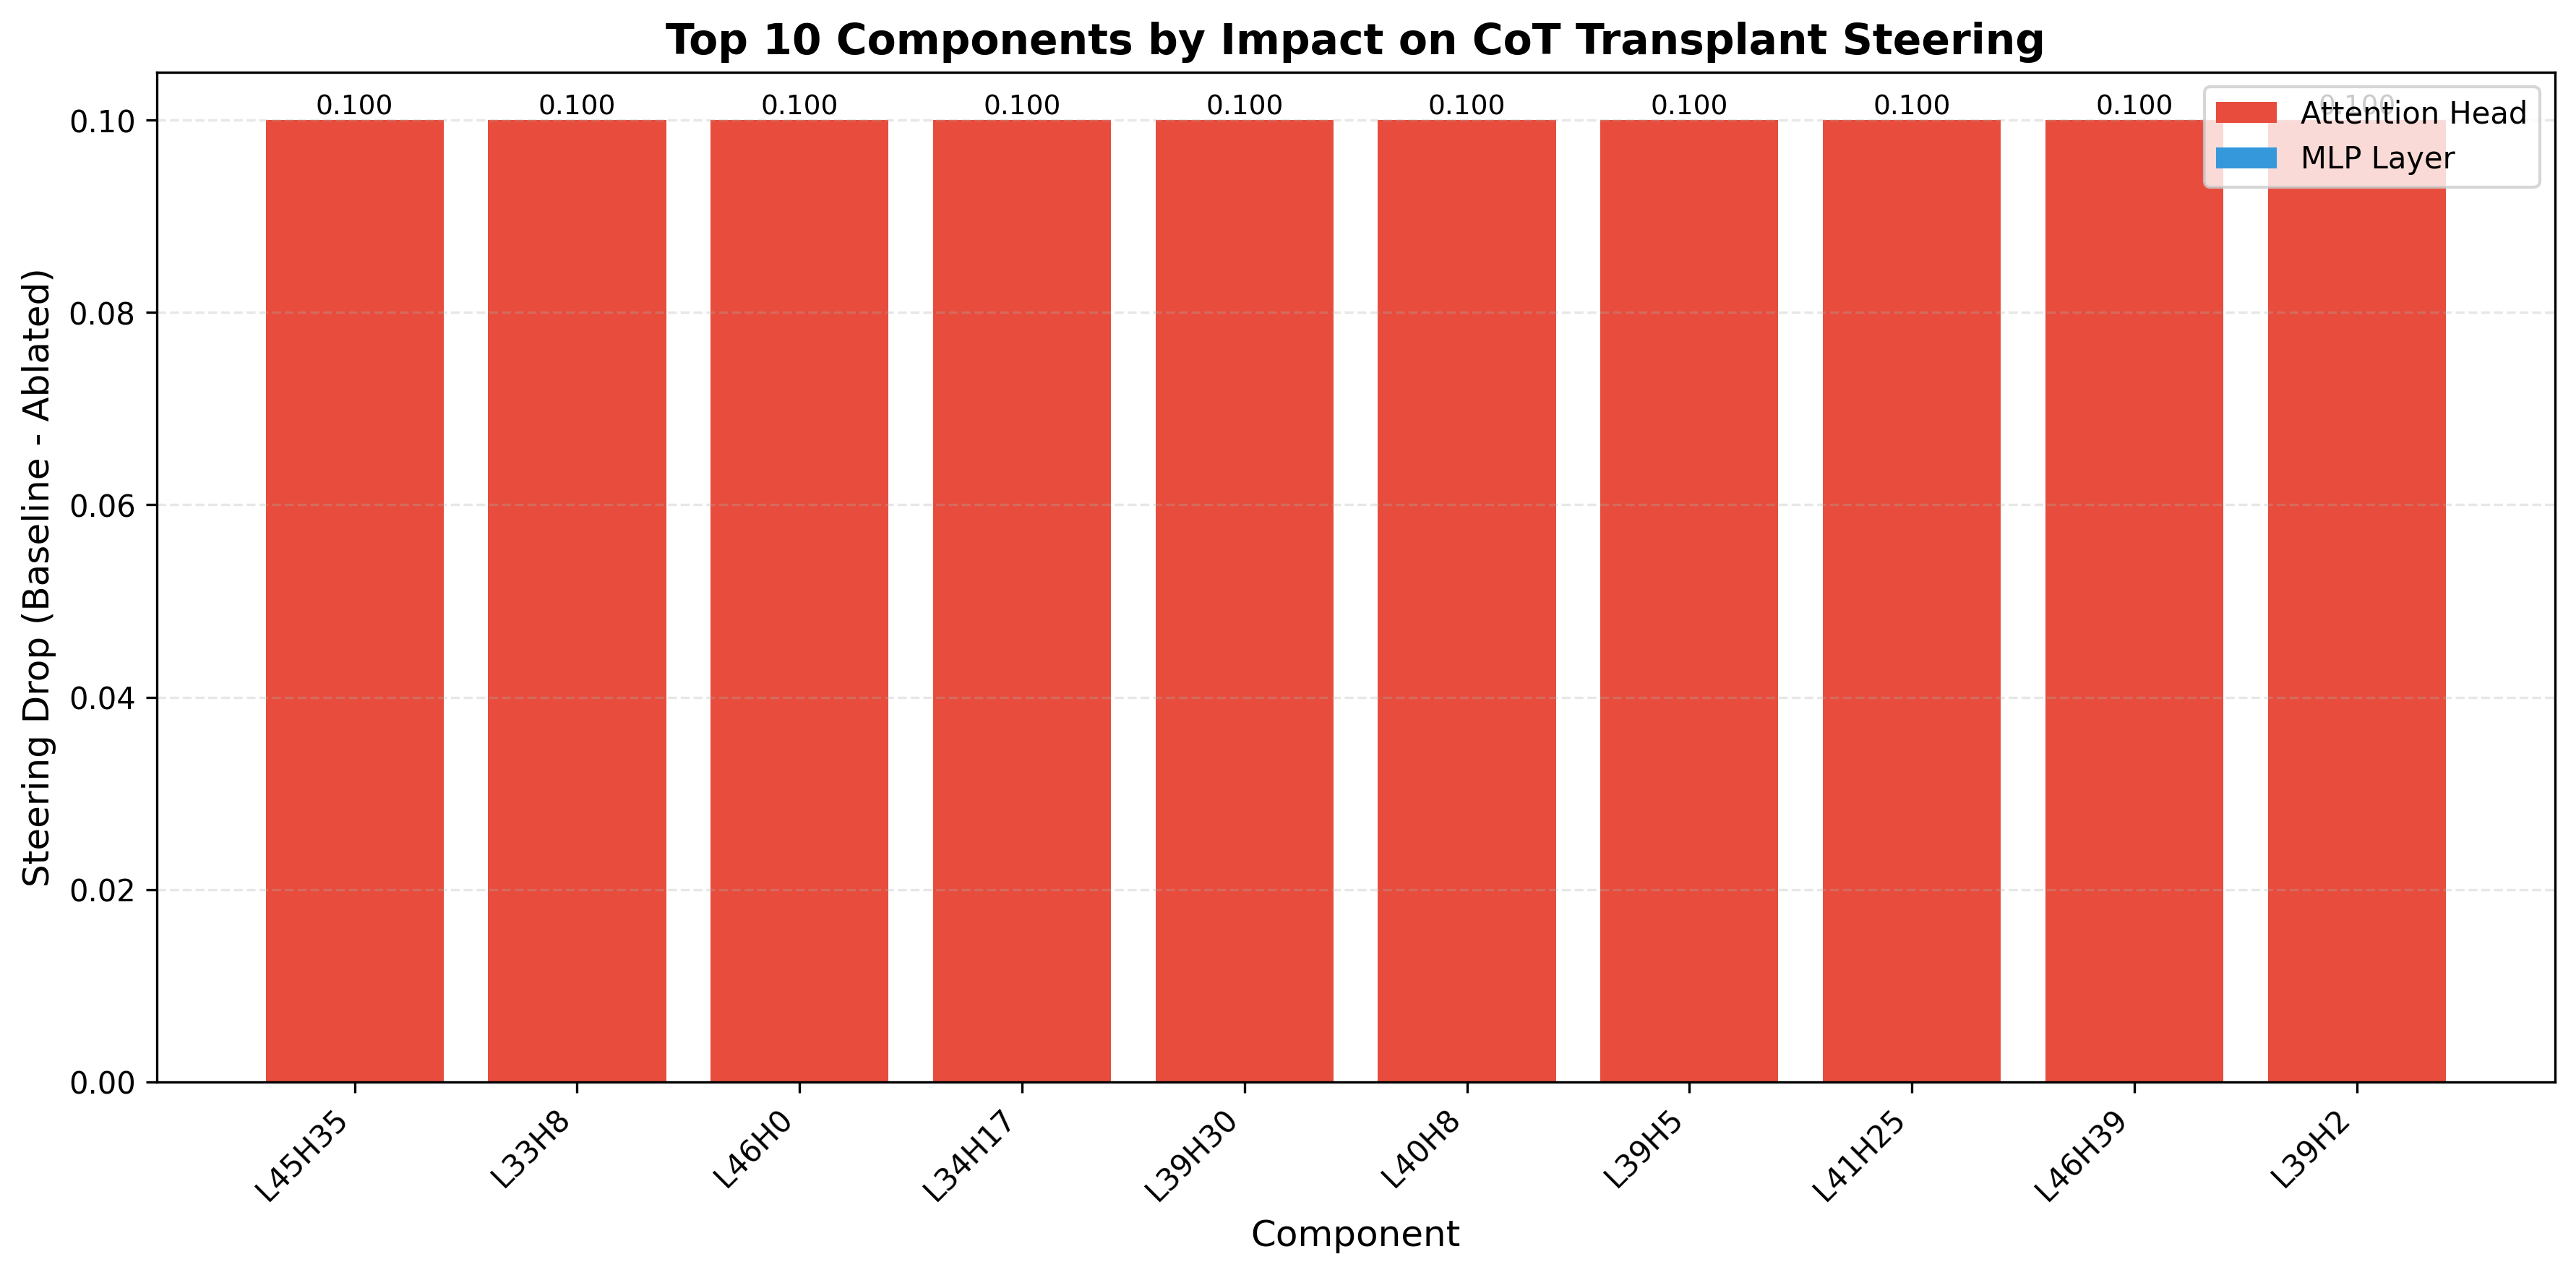 Top 10 Components by Impact on CoT Transplant Steering
0.100 0.100 0.100 0.100 0.100 0.100 0.100 0.100 0.100 0.100
Attention Head
MLP Layer
Steering Drop (Baseline - Ablated)
0.10
0.08
0.06
0.04
0.02
0.00
L45H35 L33H8 L46H0 L34H17 L39H30 L40H8 L39H5 L41H25 L46H39 L39H2
Component